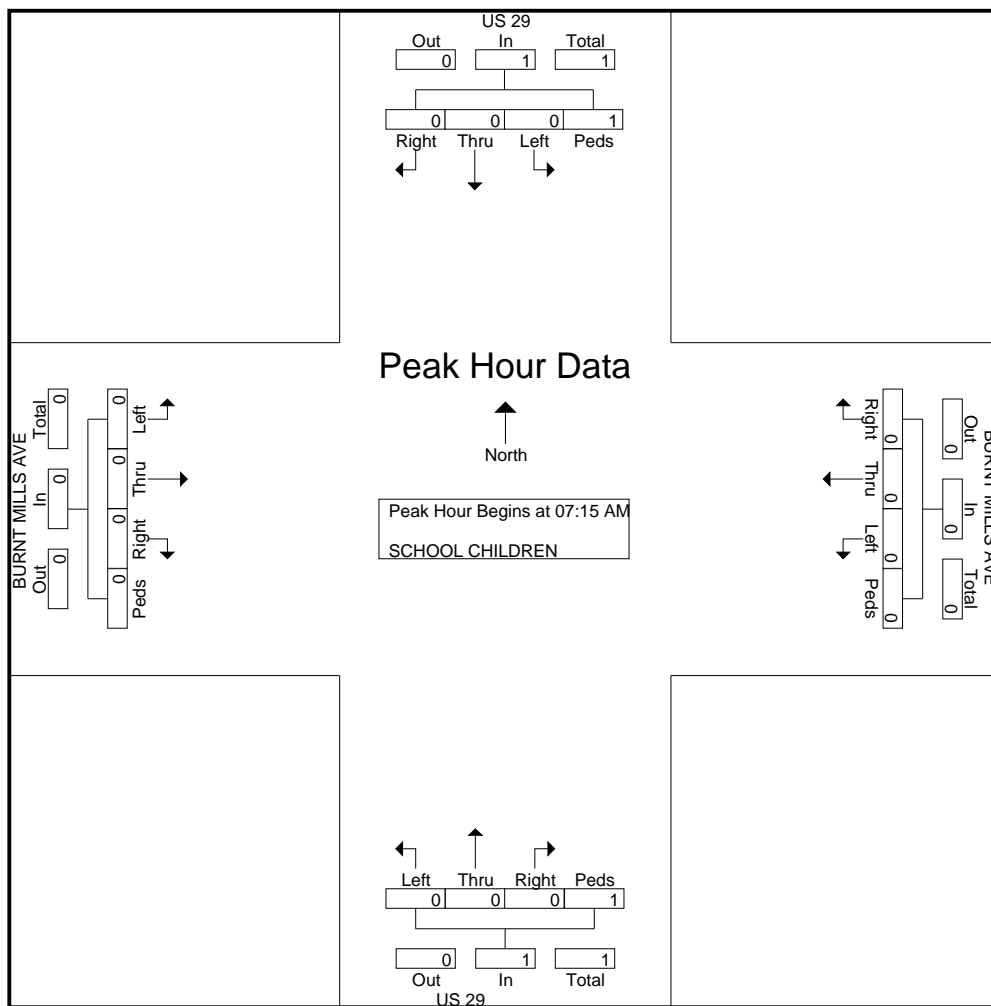 US 29
Out In Total
0 1 1
0 0 0 1
Right Thru Left Peds
Peak Hour Data
North
Peak Hour Begins at 07:15 AM
SCHOOL CHILDREN
BURNT MILLS AVE
Out In Total
0 0 0
0 0 0 0
Peds Right Thru Left
BURNT MILLS AVE
Out In Total
0 0 0
0 0 0 0
Right Thru Left Peds
Left Thru Right Peds
0 0 0 1
0 1 1
Out In Total
US 29